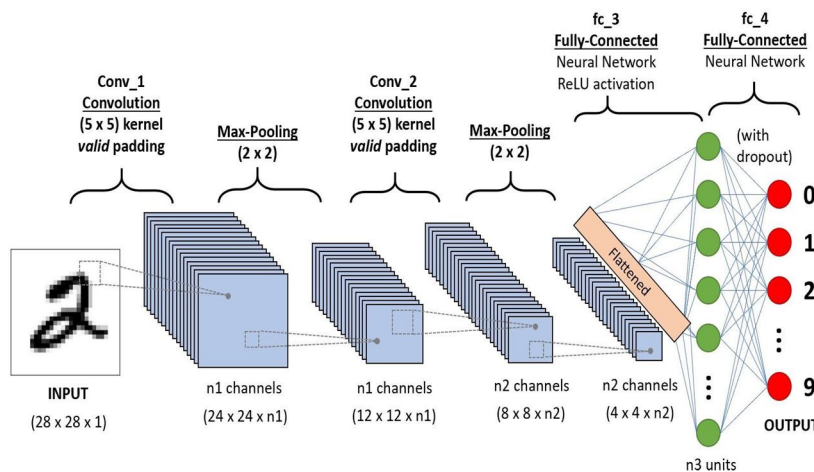 fc_3
Fully-Connected
Neural Network
ReLU activation
fc_4
Fully-Connected
Neural Network
Conv_1
Convolution
(5 x 5) kernel
valid padding
Max-Pooling
(2 x 2)
Conv_2
Convolution
(5 x 5) kernel
valid padding
Max-Pooling
(2 x 2)
(with
dropout)
Flattened
2
0
1
2
9
INPUT
(28 x 28 x 1)
n1 channels
(24 x 24 x n1)
n1 channels
(12 x 12 x n1)
n2 channels
(8 x 8 x n2)
n2 channels
(4 x 4 x n2)
OUTPUT
n3 units